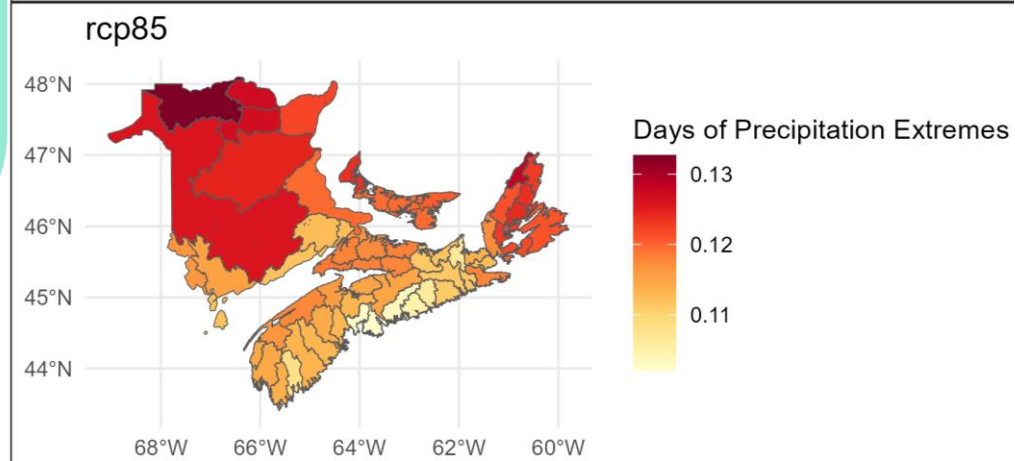 rcp85
48°N
47°N
46°N
45°N
44°N
68°W 66°W 64°W 62°W 60°W
Days of Precipitation Extremes
0.13
0.12
0.11